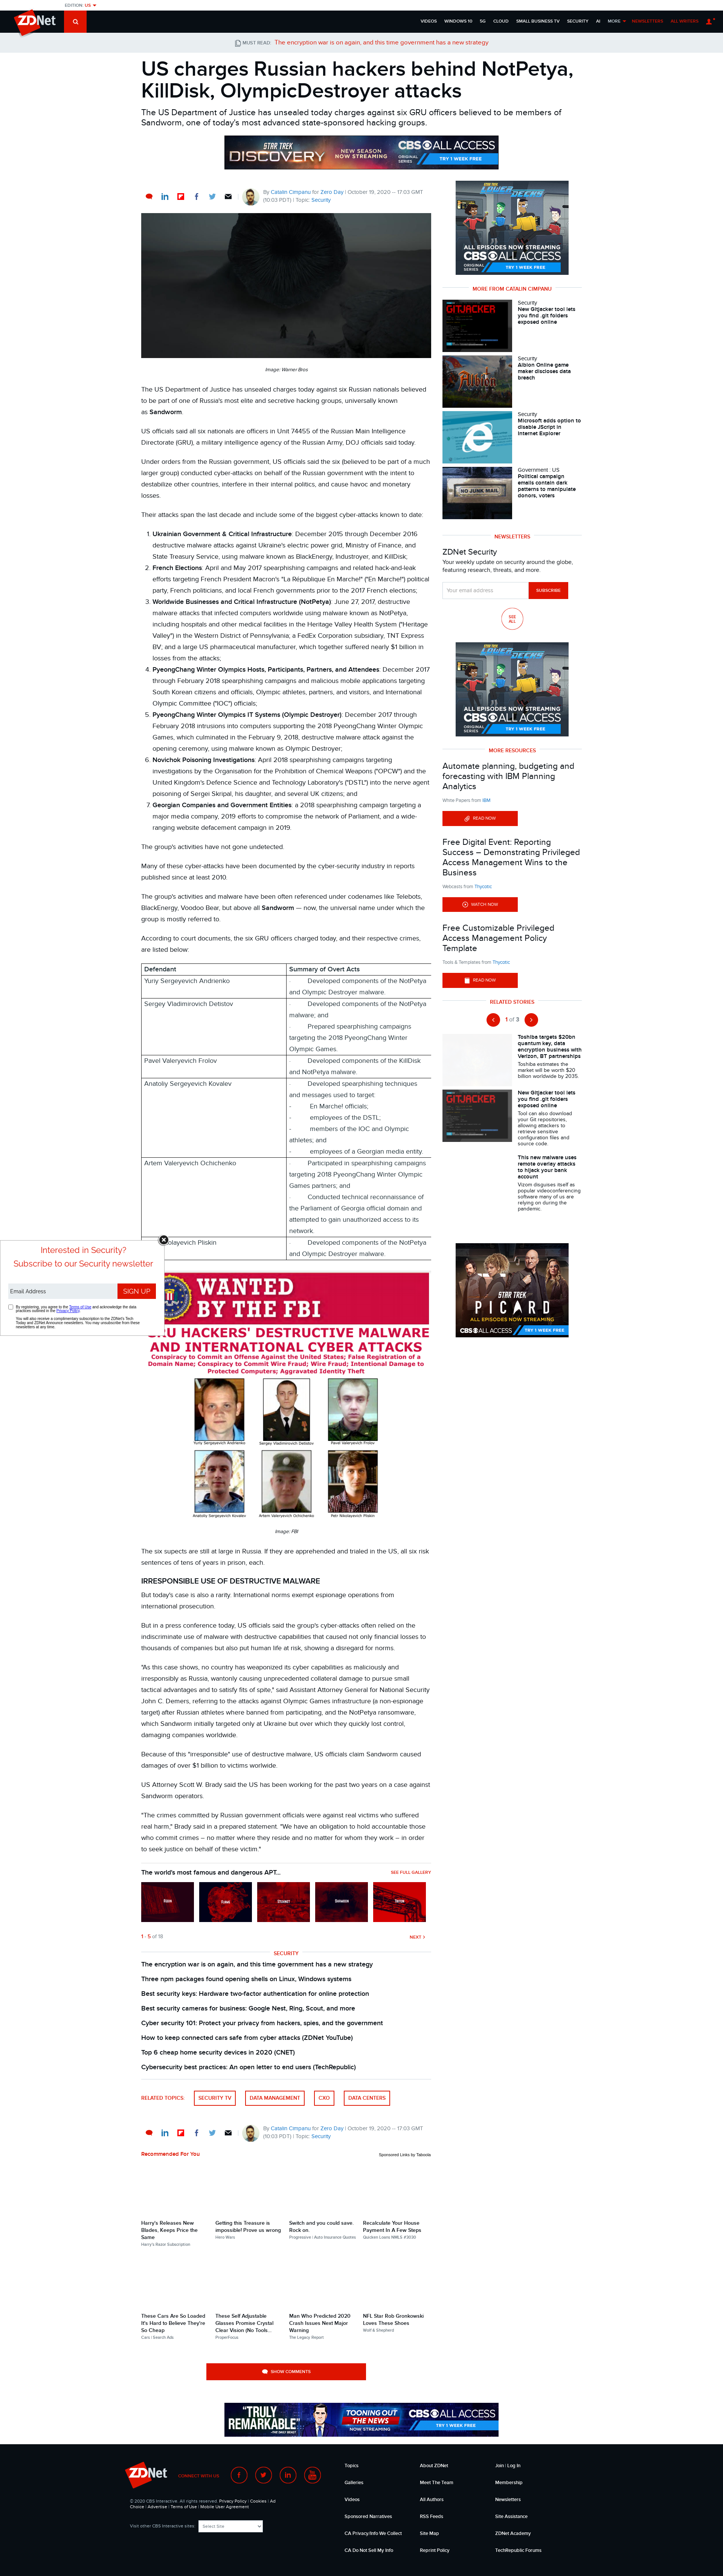 EDITION: US
ZDNet
VIDEOS WINDOWS 10 5G CLOUD SMALL BUSINESS TV SECURITY AI MORE NEWSLETTERS ALL WRITERS
MUST READ: The encryption war is on again, and this time government has a new strategy
US charges Russian hackers behind NotPetya,
KillDisk, OlympicDestroyer attacks
The US Department of Justice has unsealed today charges against six GRU officers believed to be members of
Sandworm, one of today's most advanced state-sponsored hacking groups.
STAR TREK DISCOVERY NEW SEASON NOW STREAMING ORIGINAL SERIES CBS ALL ACCESS TRY 1 WEEK FREE
By Catalin Cimpanu for Zero Day | October 19, 2020 -- 17:03 GMT
(10:03 PDT) | Topic: Security
Image: Warner Bros
The US Department of Justice has unsealed today charges against six Russian nationals believed
to be part of one of Russia's most elite and secretive hacking groups, universally known
as Sandworm.
US officials said all six nationals are officers in Unit 74455 of the Russian Main Intelligence
Directorate (GRU), a military intelligence agency of the Russian Army, DOJ officials said today.
Under orders from the Russian government, US officials said the six (believed to be part of a much
larger group) conducted cyber-attacks on behalf of the Russian government with the intent to
destabilize other countries, interfere in their internal politics, and cause havoc and monetary
losses.
Their attacks span the last decade and include some of the biggest cyber-attacks known to date:
1. Ukrainian Government & Critical Infrastructure: December 2015 through December 2016
destructive malware attacks against Ukraine's electric power grid, Ministry of Finance, and
State Treasury Service, using malware known as BlackEnergy, Industroyer, and KillDisk;
2. French Elections: April and May 2017 spearphishing campaigns and related hack-and-leak
efforts targeting French President Macron's "La République En Marche!" ("En Marche!") political
party, French politicians, and local French governments prior to the 2017 French elections;
3. Worldwide Businesses and Critical Infrastructure (NotPetya): June 27, 2017, destructive
malware attacks that infected computers worldwide using malware known as NotPetya,
including hospitals and other medical facilities in the Heritage Valley Health System ("Heritage
Valley") in the Western District of Pennsylvania; a FedEx Corporation subsidiary, TNT Express
BV; and a large US pharmaceutical manufacturer, which together suffered nearly $1 billion in
losses from the attacks;
4. PyeongChang Winter Olympics Hosts, Participants, Partners, and Attendees: December 2017
through February 2018 spearphishing campaigns and malicious mobile applications targeting
South Korean citizens and officials, Olympic athletes, partners, and visitors, and International
Olympic Committee ("IOC") officials;
5. PyeongChang Winter Olympics IT Systems (Olympic Destroyer): December 2017 through
February 2018 intrusions into computers supporting the 2018 PyeongChang Winter Olympic
Games, which culminated in the February 9, 2018, destructive malware attack against the
opening ceremony, using malware known as Olympic Destroyer;
6. Novichok Poisoning Investigations: April 2018 spearphishing campaigns targeting
investigations by the Organisation for the Prohibition of Chemical Weapons ("OPCW") and the
United Kingdom's Defence Science and Technology Laboratory's ("DSTL") into the nerve agent
poisoning of Sergei Skripal, his daughter, and several UK citizens; and
7. Georgian Companies and Government Entities: a 2018 spearphishing campaign targeting a
major media company, 2019 efforts to compromise the network of Parliament, and a wide-
ranging website defacement campaign in 2019.
The group's activities have not gone undetected.
Many of these cyber-attacks have been documented by the cyber-security industry in reports
published since at least 2010.
The group's activities and malware have been often referenced under codenames like Telebots,
BlackEnergy, Voodoo Bear, but above all Sandworm -- now, the universal name under which the
group is mostly referred to.
According to court documents, the six GRU officers charged today, and their respective crimes,
are listed below:
Defendant Summary of Overt Acts
Yuriy Sergeyevich Andrienko · Developed components of the NotPetya
and Olympic Destroyer malware.
Sergey Vladimirovich Detistov · Developed components of the NotPetya
malware; and
· Prepared spearphishing campaigns
targeting the 2018 PyeongChang Winter
Olympic Games.
Pavel Valeryevich Frolov · Developed components of the KillDisk
and NotPetya malware.
Anatoliy Sergeyevich Kovalev · Developed spearphishing techniques
and messages used to target:
- En Marche! officials;
- employees of the DSTL;
- members of the IOC and Olympic
athletes; and
- employees of a Georgian media entity.
Artem Valeryevich Ochichenko · Participated in spearphishing campaigns
targeting 2018 PyeongChang Winter Olympic
Games partners; and
· Conducted technical reconnaissance of
the Parliament of Georgia official domain and
attempted to gain unauthorized access to its
network.
olayevich Pliskin · Developed components of the NotPetya
and Olympic Destroyer malware.
Interested in Security?
Subscribe to our Security newsletter
Email Address SIGN UP
By registering, you agree to the Terms of Use and acknowledge the data
practices outlined in the Privacy Policy.
You will also receive a complimentary subscription to the ZDNet's Tech
Today and ZDNet Announce newsletters. You may unsubscribe from these
newsletters at any time.
WANTED
BY THE FBI
GRU HACKERS' DESTRUCTIVE MALWARE
AND INTERNATIONAL CYBER ATTACKS
Conspiracy to Commit an Offense Against the United States; False Registration of a
Domain Name; Conspiracy to Commit Wire Fraud; Wire Fraud; Intentional Damage to
Protected Computers; Aggravated Identity Theft
Yuriy Sergeyevich Andrienko Sergey Vladimirovich Detistov Pavel Valeryevich Frolov
Anatoliy Sergeyevich Kovalev Artem Valeryevich Ochichenko Petr Nikolayevich Pliskin
Image: FBI
The six supects are still at large in Russia. If they are apprehended and trialed in the US, all six risk
sentences of tens of years in prison, each.
IRRESPONSIBLE USE OF DESTRUCTIVE MALWARE
But today's case is also a rarity. International norms exempt espionage operations from
international prosecution.
But in a press conference today, US officials said the group's cyber-attacks often relied on the
indiscriminate use of malware with destructive capabilities that caused not only financial losses to
thousands of companies but also put human life at risk, showing a disregard for norms.
"As this case shows, no country has weaponized its cyber capabilities as maliciously and
irresponsibly as Russia, wantonly causing unprecedented collateral damage to pursue small
tactical advantages and to satisfy fits of spite," said Assistant Attorney General for National Security
John C. Demers, referring to the attacks against Olympic Games infrastructure (a non-espionage
target) after Russian athletes where banned from participating, and the NotPetya ransomware,
which Sandworm initially targeted only at Ukraine but over which they quickly lost control,
damaging companies worldwide.
Because of this "irresponsible" use of destructive malware, US officials claim Sandworm caused
damages of over $1 billion to victims worlwide.
US Attorney Scott W. Brady said the US has been working for the past two years on a case against
Sandworm operators.
"The crimes committed by Russian government officials were against real victims who suffered
real harm," Brady said in a prepared statement. "We have an obligation to hold accountable those
who commit crimes – no matter where they reside and no matter for whom they work – in order
to seek justice on behalf of these victims."
The world's most famous and dangerous APT... SEE FULL GALLERY
REGIN FLAME STUXNET SHAMOON TRITON
1 - 5 of 18 NEXT
SECURITY
The encryption war is on again, and this time government has a new strategy
Three npm packages found opening shells on Linux, Windows systems
Best security keys: Hardware two-factor authentication for online protection
Best security cameras for business: Google Nest, Ring, Scout, and more
Cyber security 101: Protect your privacy from hackers, spies, and the government
How to keep connected cars safe from cyber attacks (ZDNet YouTube)
Top 6 cheap home security devices in 2020 (CNET)
Cybersecurity best practices: An open letter to end users (TechRepublic)
RELATED TOPICS: SECURITY TV DATA MANAGEMENT CXO DATA CENTERS
By Catalin Cimpanu for Zero Day | October 19, 2020 -- 17:03 GMT
(10:03 PDT) | Topic: Security
Recommended For You Sponsored Links by Taboola
Harry's Releases New
Blades, Keeps Price the
Same
Harry's Razor Subscription
Getting this Treasure is
impossible! Prove us wrong
Hero Wars
Switch and you could save.
Rock on.
Progressive | Auto Insurance Quotes
Recalculate Your House
Payment In A Few Steps
Quicken Loans NMLS #3030
These Cars Are So Loaded
It's Hard to Believe They're
So Cheap
Cars | Search Ads
These Self Adjustable
Glasses Promise Crystal
Clear Vision (No Tools...
ProperFocus
Man Who Predicted 2020
Crash Issues Next Major
Warning
The Legacy Report
NFL Star Rob Gronkowski
Loves These Shoes
Wolf & Shepherd
SHOW COMMENTS
STAR TREK LOWER DECKS
ALL EPISODES NOW STREAMING
CBS ALL ACCESS
ORIGINAL SERIES TRY 1 WEEK FREE
MORE FROM CATALIN CIMPANU
GITJACKER
Security
New Gitjacker tool lets
you find .git folders
exposed online
Albion
Security
Albion Online game
maker discloses data
breach
Security
Microsoft adds option to
disable JScript in
Internet Explorer
NO JUNK MAIL
Government : US
Political campaign
emails contain dark
patterns to manipulate
donors, voters
NEWSLETTERS
ZDNet Security
Your weekly update on security around the globe,
featuring research, threats, and more.
Your email address SUBSCRIBE
SEE
ALL
STAR TREK LOWER DECKS
ALL EPISODES NOW STREAMING
CBS ALL ACCESS
ORIGINAL SERIES TRY 1 WEEK FREE
MORE RESOURCES
Automate planning, budgeting and
forecasting with IBM Planning
Analytics
White Papers from IBM
READ NOW
Free Digital Event: Reporting
Success – Demonstrating Privileged
Access Management Wins to the
Business
Webcasts from Thycotic
WATCH NOW
Free Customizable Privileged
Access Management Policy
Template
Tools & Templates from Thycotic
READ NOW
RELATED STORIES
1 of 3
Toshiba targets $20bn
quantum key, data
encryption business with
Verizon, BT partnerships
Toshiba estimates the
market will be worth $20
billion worldwide by 2035.
GITJACKER
New Gitjacker tool lets
you find .git folders
exposed online
Tool can also download
your Git repositories,
allowing attackers to
retrieve sensitive
configuration files and
source code.
This new malware uses
remote overlay attacks
to hijack your bank
account
Vizom disguises itself as
popular videoconferencing
software many of us are
relying on during the
pandemic.
STAR TREK
PICARD
ALL EPISODES NOW STREAMING
CBS ALL ACCESS TRY 1 WEEK FREE
"TRULY REMARKABLE" TOONING OUT THE NEWS NOW STREAMING ORIGINAL SERIES CBS ALL ACCESS TRY 1 WEEK FREE
ZDNet CONNECT WITH US
© 2020 CBS Interactive. All rights reserved. Privacy Policy | Cookies | Ad
Choice | Advertise | Terms of Use | Mobile User Agreement
Visit other CBS Interactive sites: Select Site
Topics
Galleries
Videos
Sponsored Narratives
CA Privacy/Info We Collect
CA Do Not Sell My Info
About ZDNet
Meet The Team
All Authors
RSS Feeds
Site Map
Reprint Policy
Join | Log In
Membership
Newsletters
Site Assistance
ZDNet Academy
TechRepublic Forums